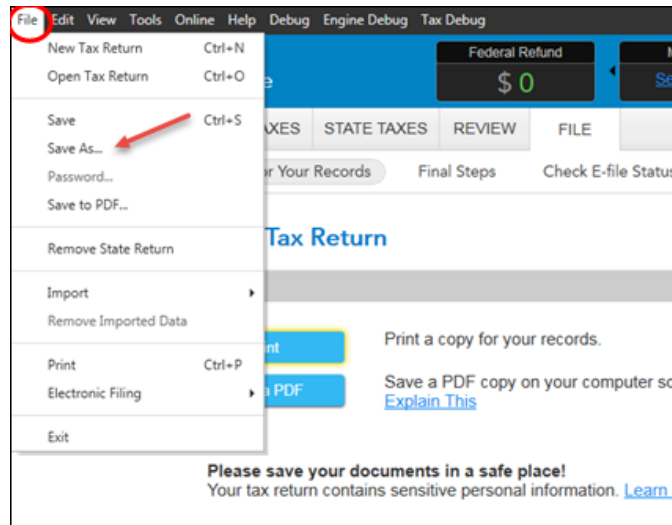 File Edit View Tools Online Help Debug Engine Debug Tax Debug
New Tax Return Ctrl+N
Open Tax Return Ctrl+O
Save Ctrl+S
Save As...
Password...
Save to PDF...
Remove State Return
Import
Remove Imported Data
Print Ctrl+P
Electronic Filing
Exit
Federal Refund
$ 0
STATE TAXES REVIEW FILE
Your Records Final Steps Check E-file Status
Tax Return
Print a copy for your records.
a PDF
Save a PDF copy on your computer
Explain This
Please save your documents in a safe place!
Your tax return contains sensitive personal information. Learn